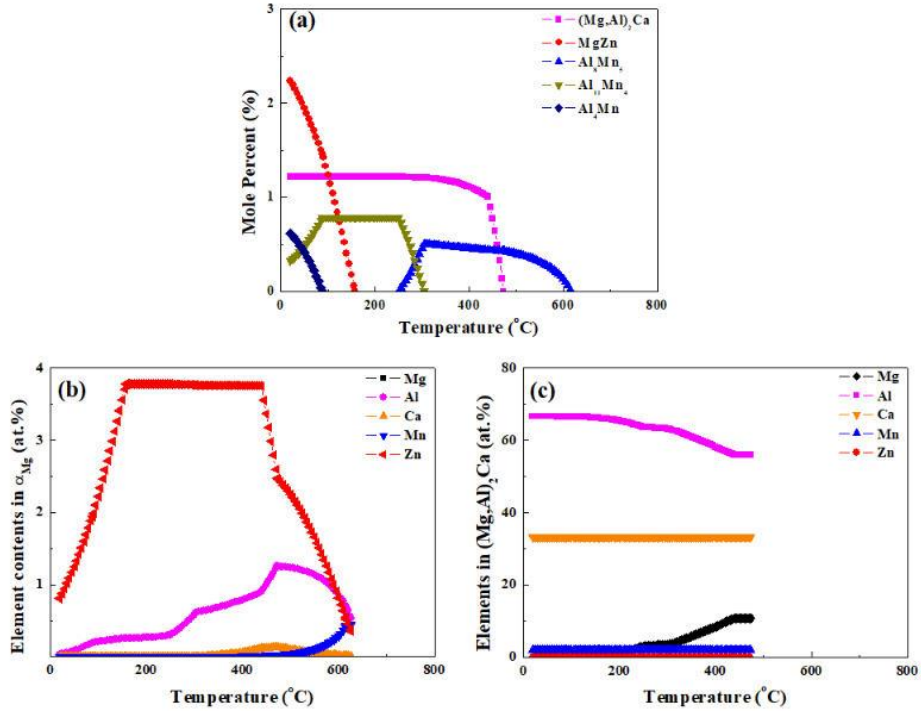 (a)
(Mg,Al)₂Ca
MgZn
Al₈Mn₅
Al₁₁Mn₄
Al₄Mn
Mole Percent (%)
3
2
1
0
0 200 400 600 800
Temperature (°C)
(b)
Mg
Al
Ca
Mn
Zn
Element contents in α_Mg (at.%)
4
3
2
1
0 200 400 600 800
Temperature (°C)
(c)
Mg
Al
Ca
Mn
Zn
Elements in (Mg,Al)₂Ca (at.%)
80
60
40
20
0
0 200 400 600 800
Temperature (°C)